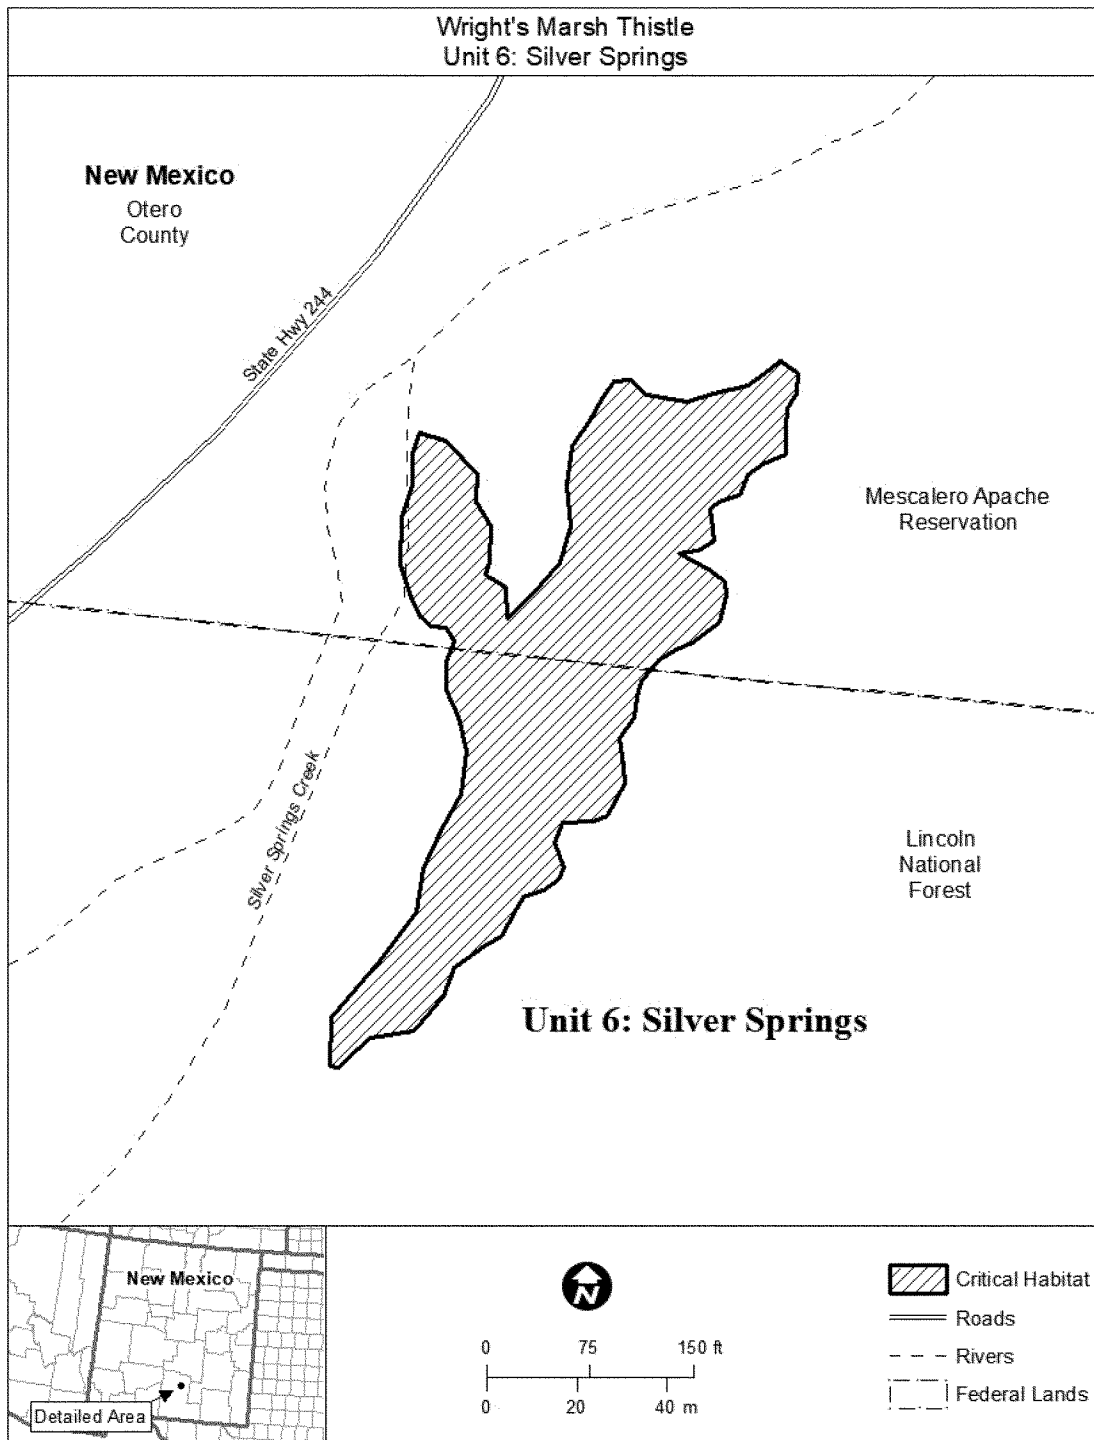 Wright's Marsh Thistle
Unit 6: Silver Springs
New Mexico
Otero
County
State Hwy 244
Mescalero Apache
Reservation
Silver Springs Creek
Lincoln
National
Forest
Unit 6: Silver Springs
New Mexico
Detailed Area
N
0 75 150 ft
0 20 40 m
Critical Habitat
Roads
Rivers
Federal Lands